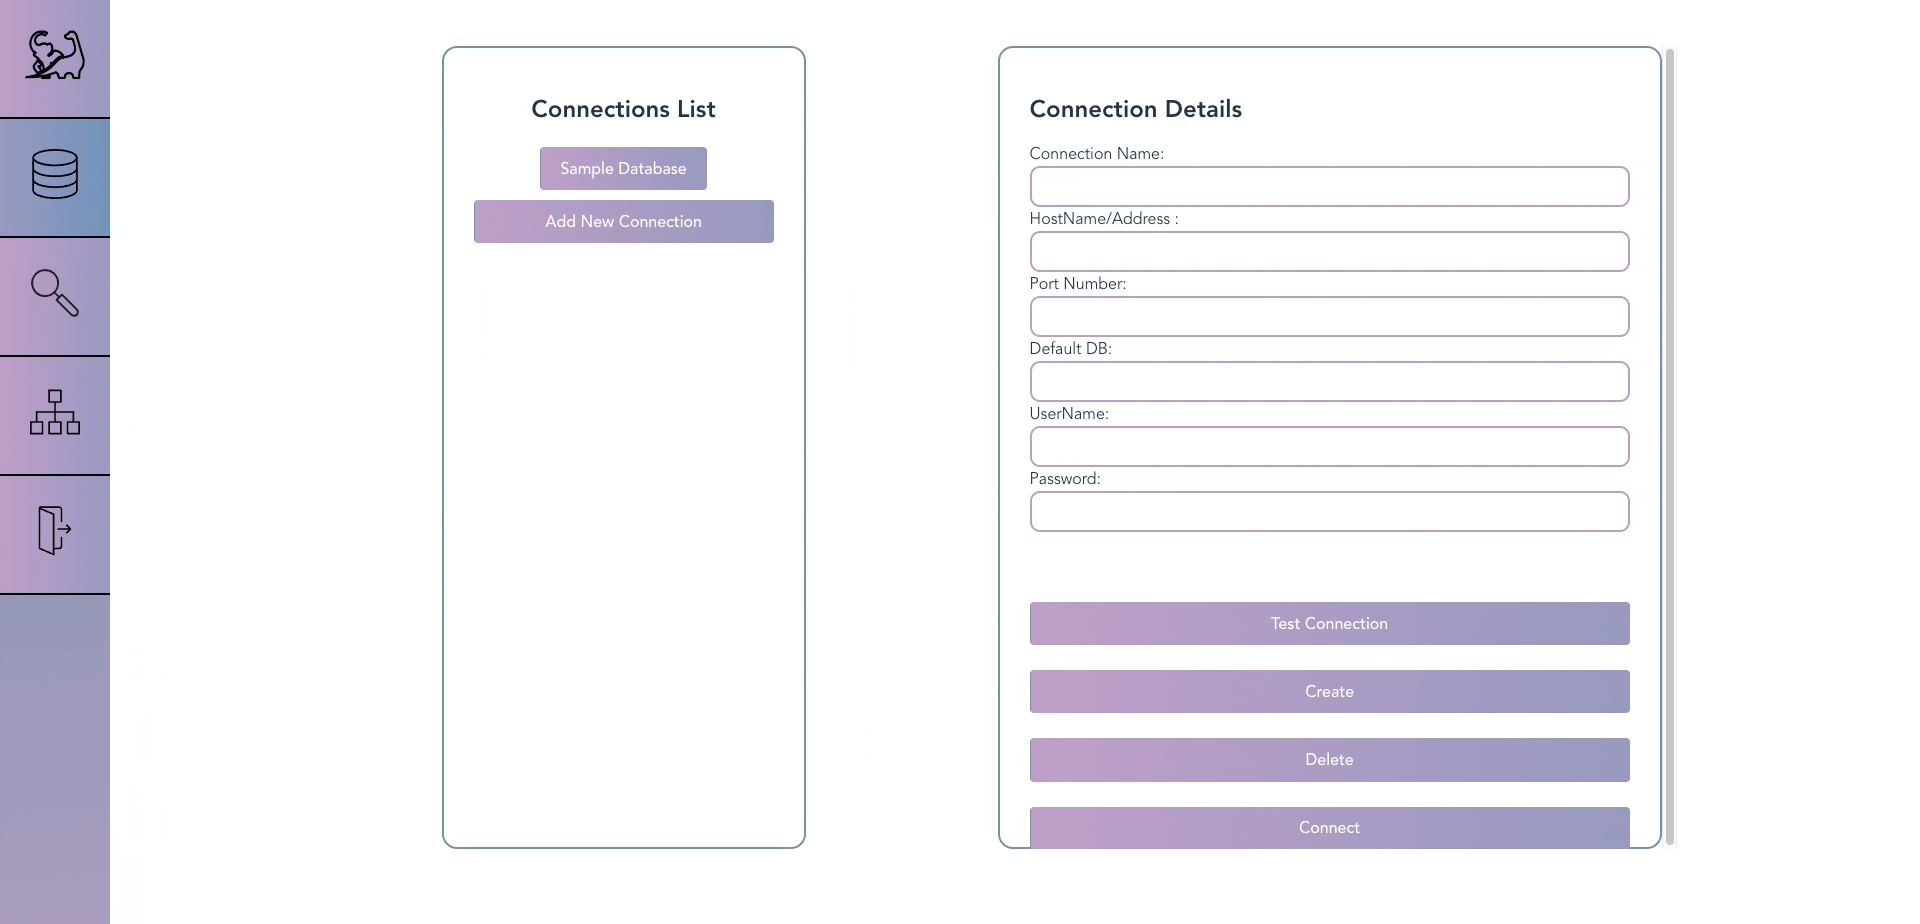 Connections List
Sample Database
Add New Connection
Connection Details
Connection Name:
HostName/Address :
Port Number:
Default DB:
UserName:
Password:
Test Connection
Create
Delete
Connect